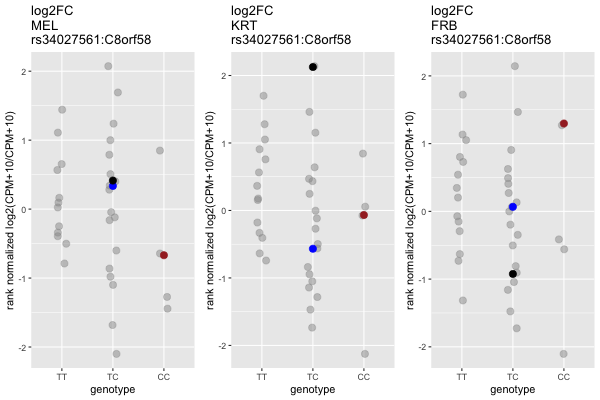 log2FC
MEL
rs34027561:C8orf58
rank normalized log2(CPM+10/CPM+10)
2
1
0
-1
-2
TT
TC
CC
genotype
log2FC
KRT
rs34027561:C8orf58
rank normalized log2(CPM+10/CPM+10)
2
1
0
-1
-2
TT
TC
CC
genotype
log2FC
FRB
rs34027561:C8orf58
rank normalized log2(CPM+10/CPM+10)
2
1
0
-1
-2
TT
TC
CC
genotype